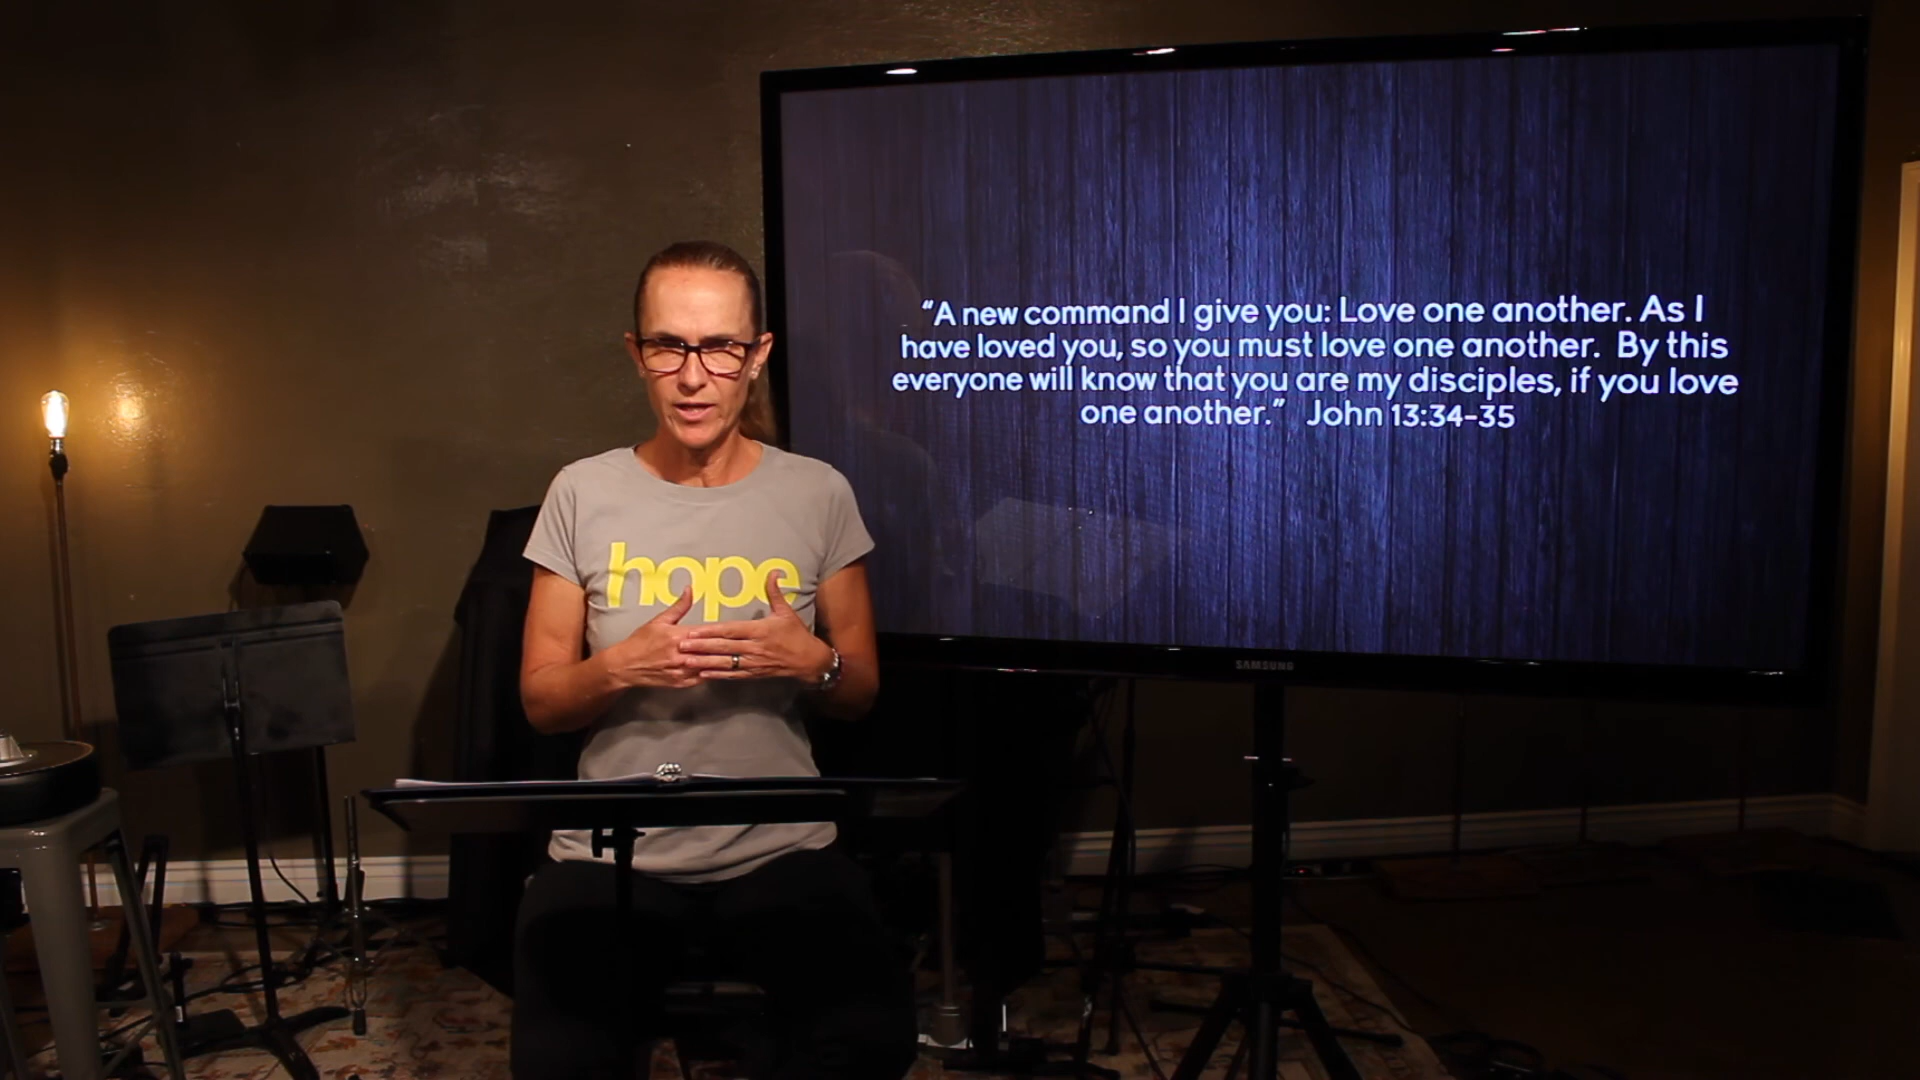 "A new command I give you: Love one another. As I
have loved you, so you must love one another. By this
everyone will know that you are my disciples, if you love
one another." John 13:34-35
hope
SAMSUNG